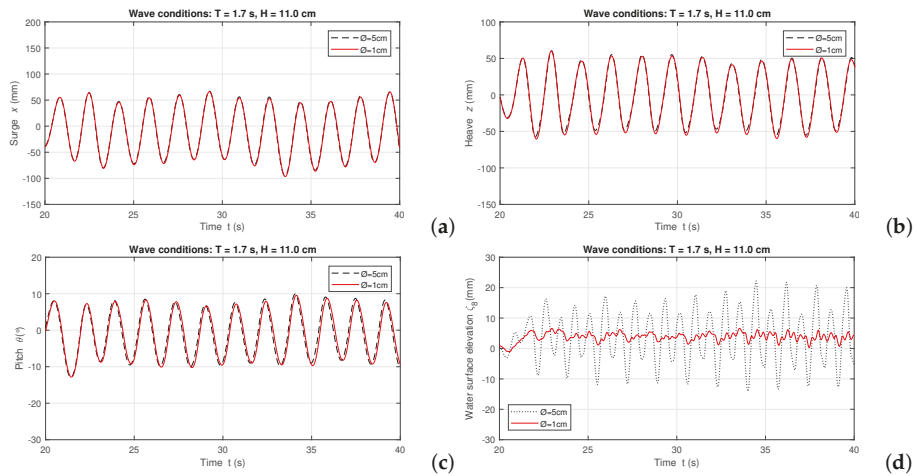 Wave conditions: T = 1.7 s, H = 11.0 cm
200
150
100
50
0
-50
-100
-150
Surge x (mm)
Ø=5cm
Ø=1cm
20 25 30 35 40
Time t (s)
(a)
Wave conditions: T = 1.7 s, H = 11.0 cm
100
50
0
-50
-100
-150
Heave z (mm)
Ø=5cm
Ø=1cm
20 25 30 35 40
Time t (s)
(b)
Wave conditions: T = 1.7 s, H = 11.0 cm
20
10
0
-10
-20
-30
Pitch θ(°)
Ø=5cm
Ø=1cm
20 25 30 35 40
Time t (s)
(c)
Wave conditions: T = 1.7 s, H = 11.0 cm
30
20
10
0
-10
-20
-30
Water surface elevation ζ8(mm)
Ø=5cm
Ø=1cm
20 25 30 35 40
Time t (s)
(d)